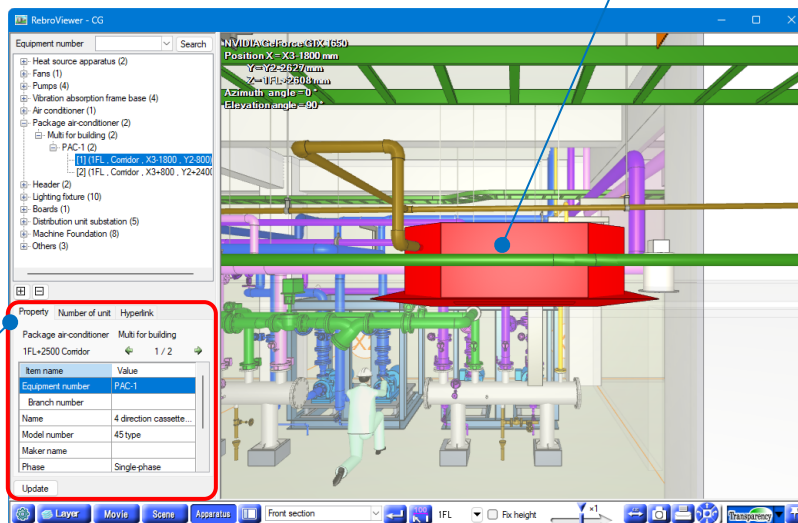 RebroViewer - CG
Equipment number
Search
Heat source apparatus (2)
Fans (1)
Pumps (4)
Vibration absorption frame base (4)
Air conditioner (1)
Package air-conditioner (2)
Multi for building (2)
PAC-1 (2)
[1] (1FL , Corridor , X3-1800 , Y2-800)
[2] (1FL , Corridor , X3+800 , Y2+2400
Header (2)
Lighting fixture (10)
Boards (1)
Distribution unit substation (5)
Machine Foundation (8)
Others (3)
NVIDIA GeForce GTX 1650
Position X = X3-1800 mm
Y = Y2-2627 mm
Z = 1FL+2608 mm
Azimuth angle = 0 °
Elevation angle = 90 °
Property Number of unit Hyperlink
Package air-conditioner Multi for building
1FL+2500 Corridor 1 / 2
Item name Value
Equipment number PAC-1
Branch number
Name 4 direction cassette...
Model number 45 type
Maker name
Phase Single-phase
Update
Layer Movie Scene Apparatus Front section 100 1FL Fix height ×1 Transparency